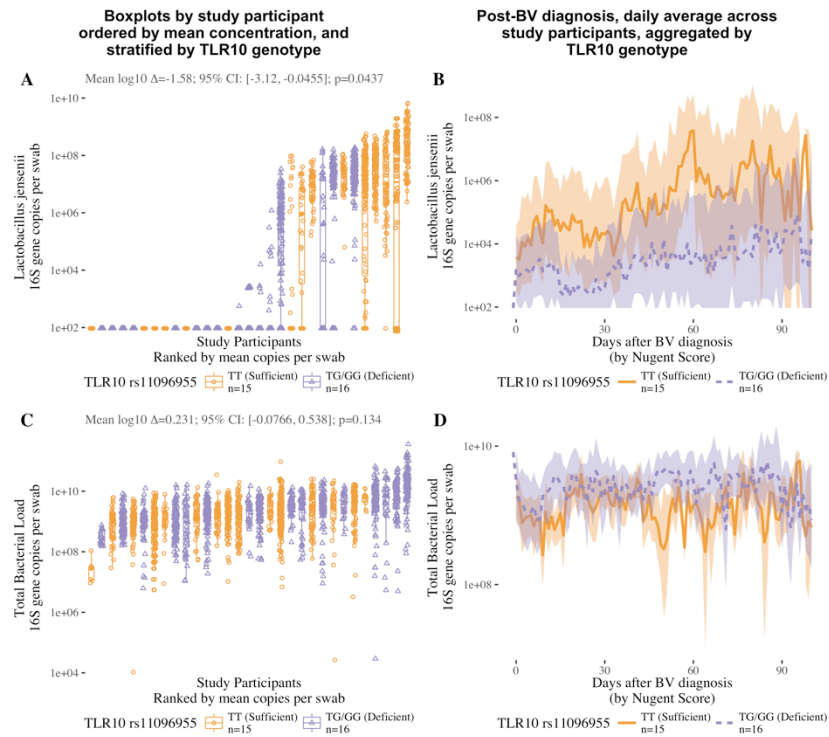 Boxplots by study participant
ordered by mean concentration, and
stratified by TLR10 genotype
Post-BV diagnosis, daily average across
study participants, aggregated by
TLR10 genotype
A
Mean log10 Δ=-1.58; 95% CI: [-3.12, -0.0455]; p=0.0437
Lactobacillus jensenii
16S gene copies per swab
1e+10
1e+08
1e+06
1e+04
1e+02
Study Participants
Ranked by mean copies per swab
TLR10 rs11096955
TT (Sufficient)
n=15
TG/GG (Deficient)
n=16
B
Lactobacillus jensenii
16S gene copies per swab
1e+08
1e+06
1e+04
1e+02
0
30
60
90
Days after BV diagnosis
(by Nugent Score)
TLR10 rs11096955
TT (Sufficient)
n=15
TG/GG (Deficient)
n=16
C
Mean log10 Δ=0.231; 95% CI: [-0.0766, 0.538]; p=0.134
Total Bacterial Load
16S gene copies per swab
1e+10
1e+08
1e+06
1e+04
Study Participants
Ranked by mean copies per swab
TLR10 rs11096955
TT (Sufficient)
n=15
TG/GG (Deficient)
n=16
D
Total Bacterial Load
16S gene copies per swab
1e+10
1e+08
0
30
60
90
Days after BV diagnosis
(by Nugent Score)
TLR10 rs11096955
TT (Sufficient)
n=15
TG/GG (Deficient)
n=16